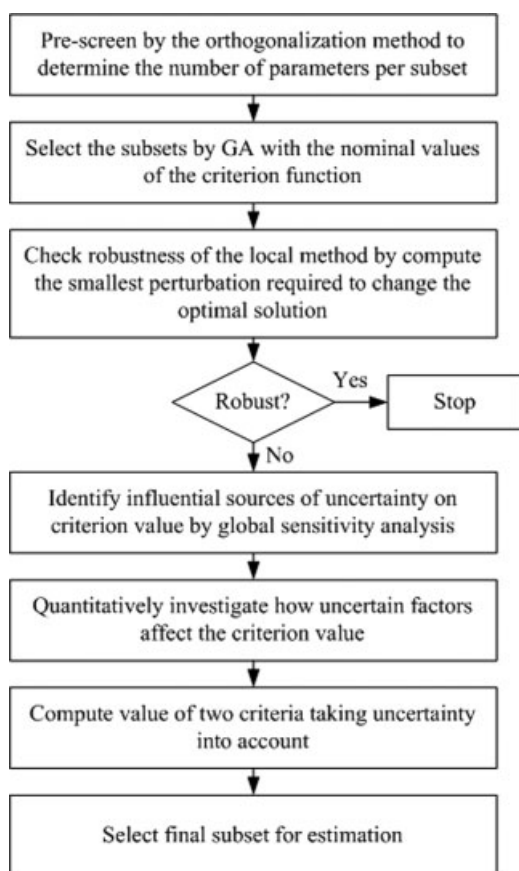 Pre-screen by the orthogonalization method to
determine the number of parameters per subset
Select the subsets by GA with the nominal values
of the criterion function
Check robustness of the local method by compute
the smallest perturbation required to change the
optimal solution
Robust?
Yes
Stop
No
Identify influential sources of uncertainty on
criterion value by global sensitivity analysis
Quantitatively investigate how uncertain factors
affect the criterion value
Compute value of two criteria taking uncertainty
into account
Select final subset for estimation